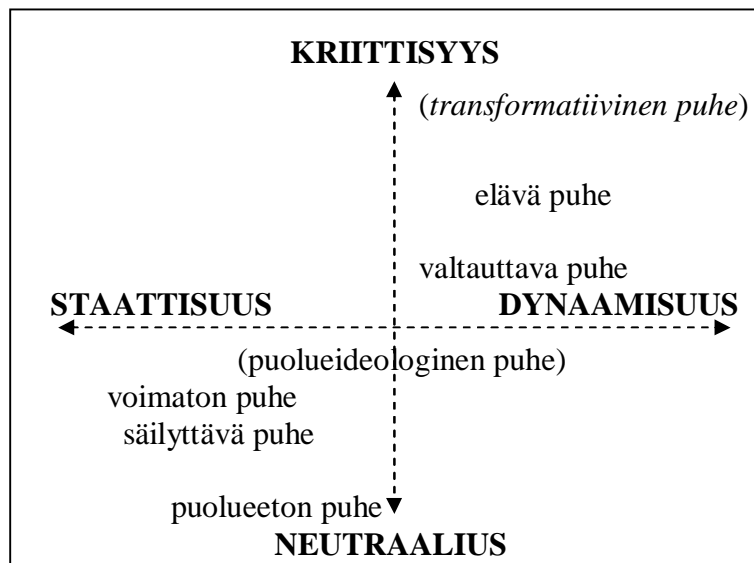 KRIITTISYYS
(transformatiivinen puhe)
elävä puhe
valtauttava puhe
STAATTISUUS DYNAAMISUUS
(puolueideologinen puhe)
voimaton puhe
säilyttävä puhe
puolueeton puhe
NEUTRAALIUS